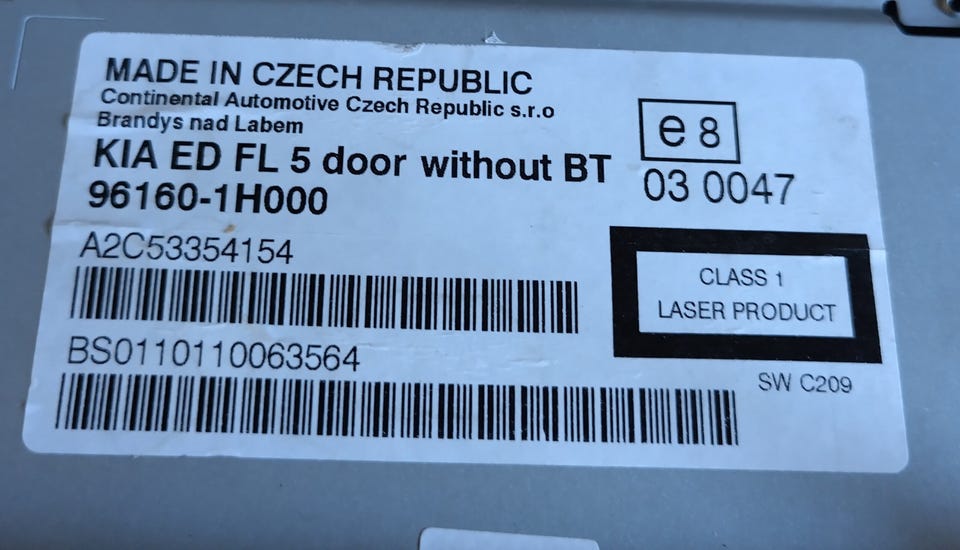 MADE IN CZECH REPUBLIC
Continental Automotive Czech Republic s.r.o
Brandys nad Labem
KIA ED FL 5 door without BT
96160-1H000
e 8
03 0047
A2C53354154
CLASS 1
LASER PRODUCT
BS0110110063564
SW C209